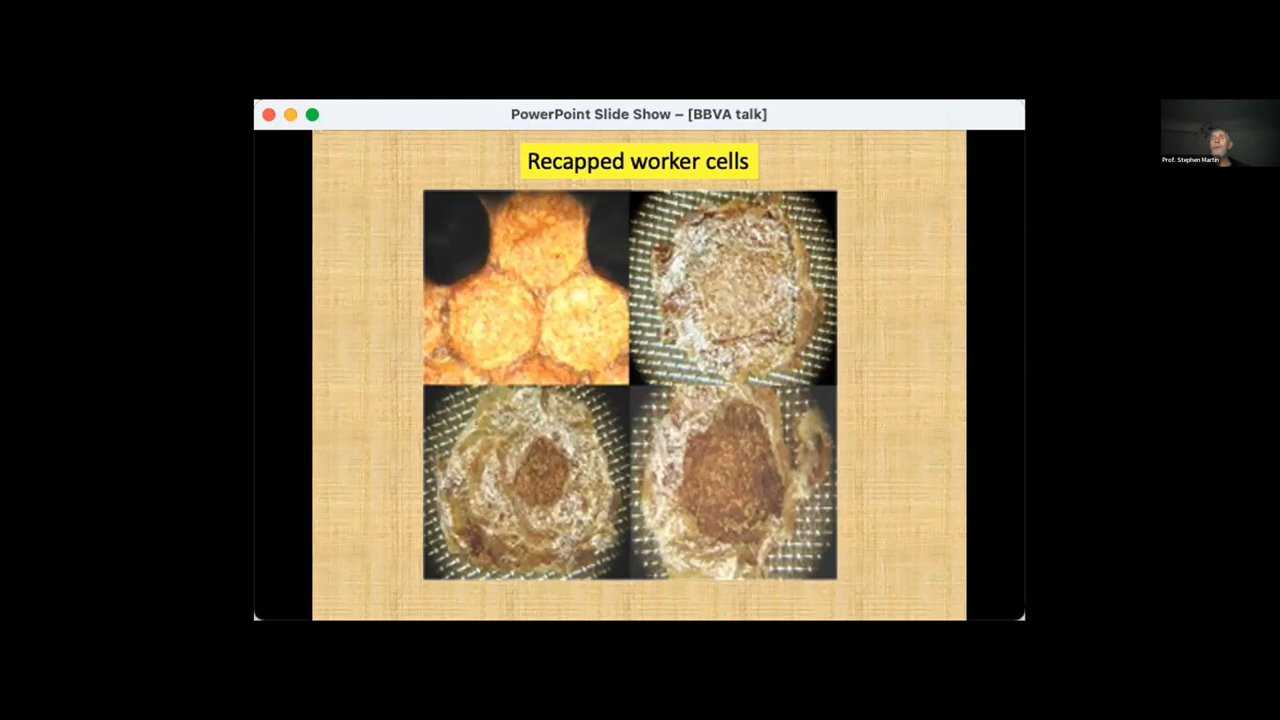 PowerPoint Slide Show – [BBVA talk]
Recapped worker cells
Prof. Stephen Martin